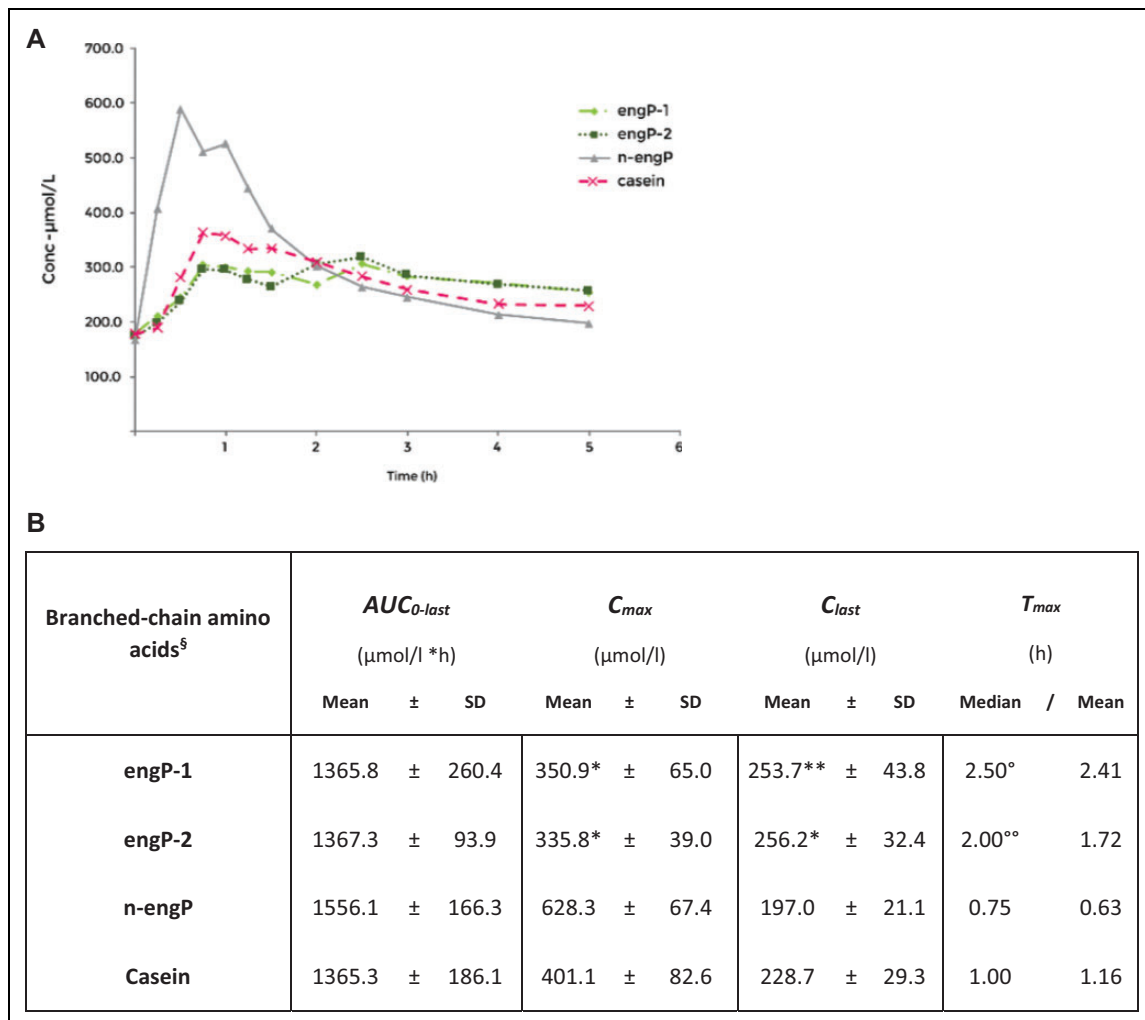 A
700.0
600.0
500.0
400.0
300.0
200.0
100.0
Conc -µmol/L
1 2 3 4 5 6
Time (h)
engP-1
engP-2
n-engP
casein
B
Branched-chain amino acids§ AUC0-last Cmax Clast Tmax
(µmol/l *h) (µmol/l) (µmol/l) (h)
Mean ± SD Mean ± SD Mean ± SD Median / Mean
engP-1 1365.8 ± 260.4 350.9* ± 65.0 253.7** ± 43.8 2.50° 2.41
engP-2 1367.3 ± 93.9 335.8* ± 39.0 256.2* ± 32.4 2.00°° 1.72
n-engP 1556.1 ± 166.3 628.3 ± 67.4 197.0 ± 21.1 0.75 0.63
Casein 1365.3 ± 186.1 401.1 ± 82.6 228.7 ± 29.3 1.00 1.16